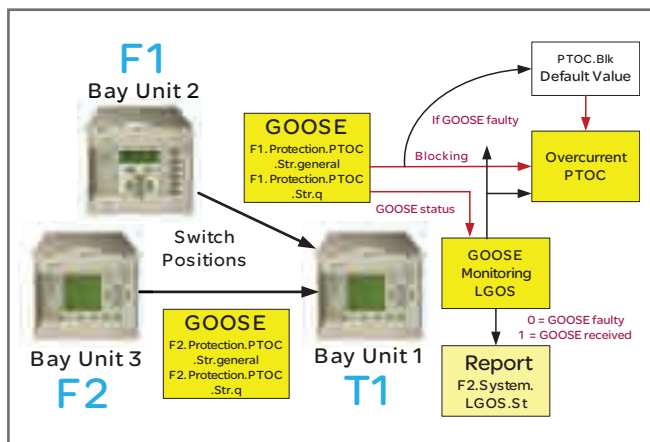 F1
Bay Unit 2
GOOSE
F1.Protection.PTOC
.Str.general
F1.Protection.PTOC
.Str.q
If GOOSE faulty
PTOC.Blk
Default Value
Blocking
Overcurrent
PTOC
GOOSE status
Switch
Positions
GOOSE
Monitoring
LGOS
Bay Unit 3
F2
GOOSE
F2.Protection.PTOC
.Str.general
F2.Protection.PTOC
.Str.q
Bay Unit 1
T1
0 = GOOSE faulty
1 = GOOSE received
Report
F2.System.
LGOS.St